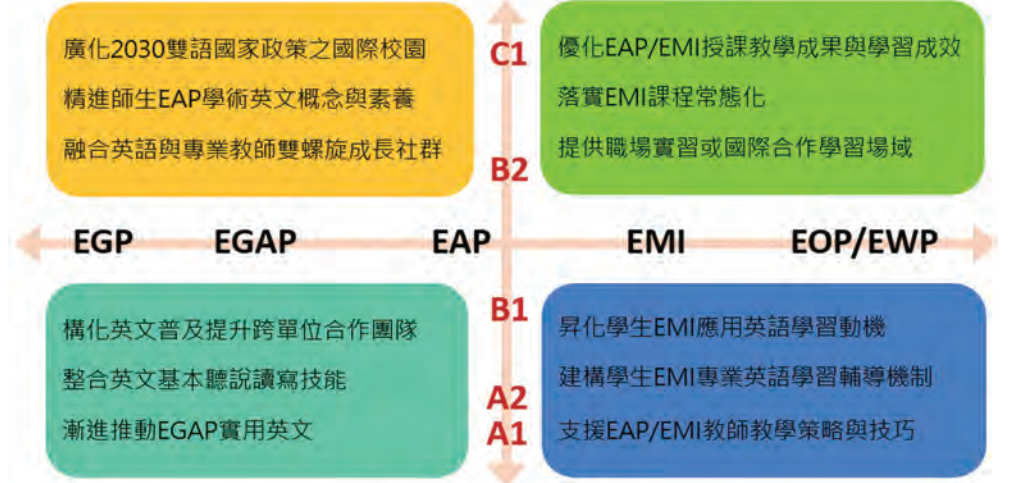 廣化2030雙語國家政策之國際校園
精進師生EAP學術英文概念與素養
融合英語與專業教師雙螺旋成長社群
C1
B2
優化EAP/EMI授課教學成果與學習成效
落實EMI課程常態化
提供職場實習或國際合作學習場域
EGP EGAP EAP EMI EOP/EWP
構化英文普及提升跨單位合作團隊
整合英文基本聽說讀寫技能
漸進推動EGAP實用英文
B1
A2
A1
昇化學生EMI應用英語學習動機
建構學生EMI專業英語學習輔導機制
支援EAP/EMI教師教學策略與技巧